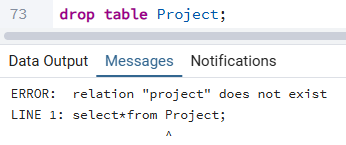 73 drop table Project;
Data Output Messages Notifications
ERROR: relation "project" does not exist
LINE 1: select*from Project;
^